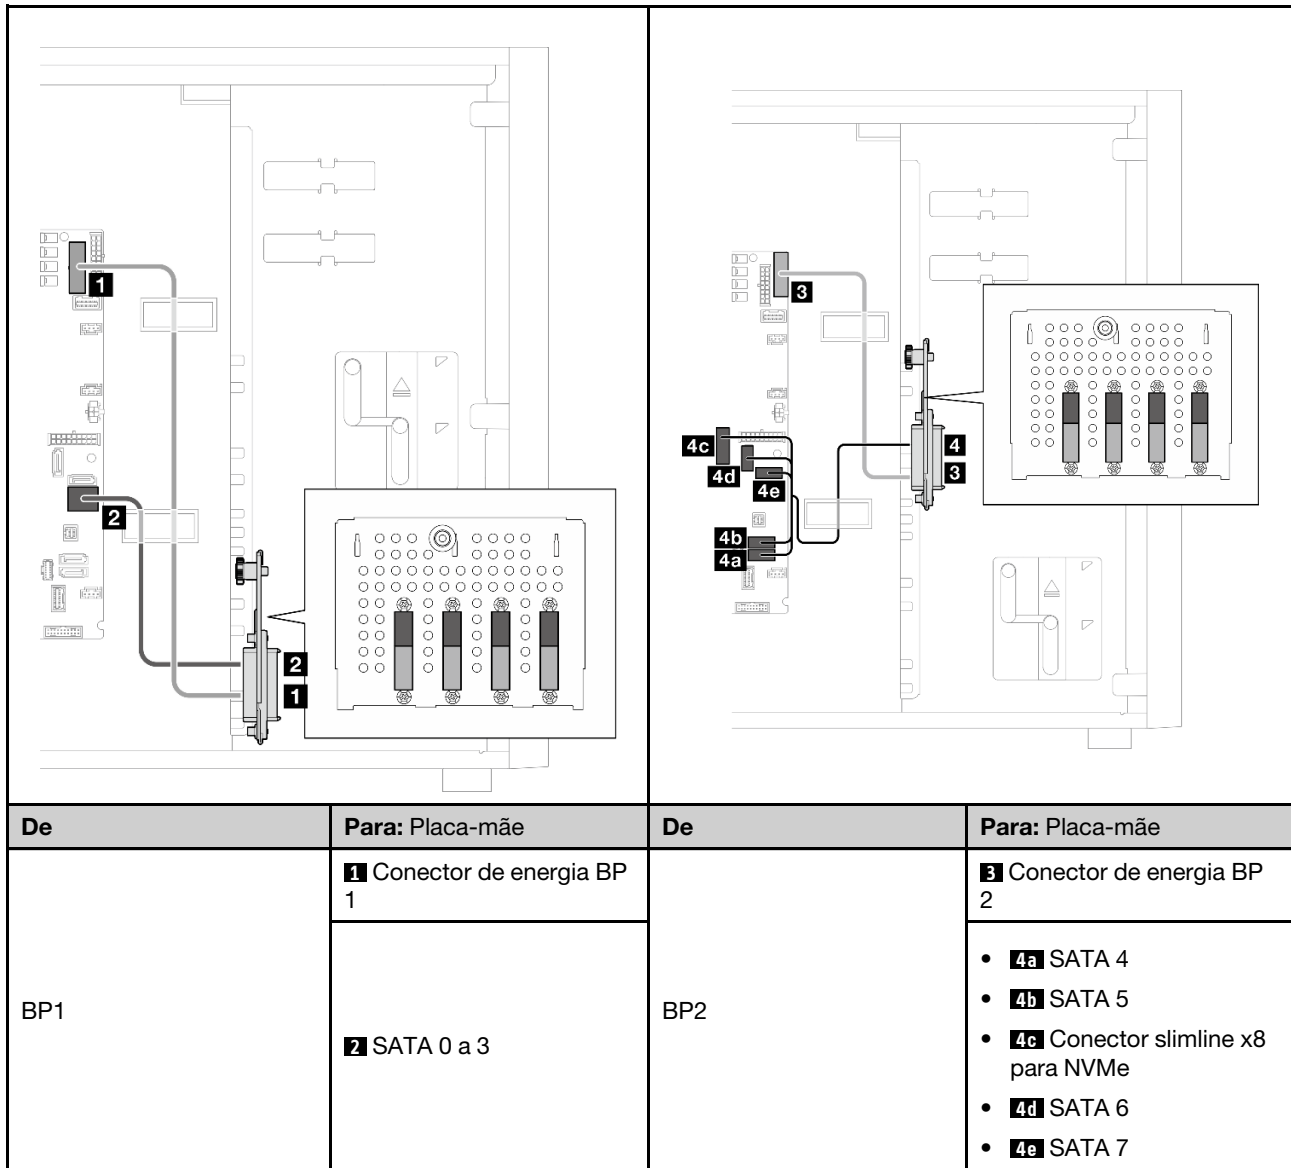 1
2
2
1
3
4c
4d
4e
4b
4a
4
3
De
Para: Placa-mãe
De
Para: Placa-mãe
BP1
1 Conector de energia BP
1
2 SATA 0 a 3
BP2
3 Conector de energia BP
2
• 4a SATA 4
• 4b SATA 5
• 4c Conector slimline x8
para NVMe
• 4d SATA 6
• 4e SATA 7